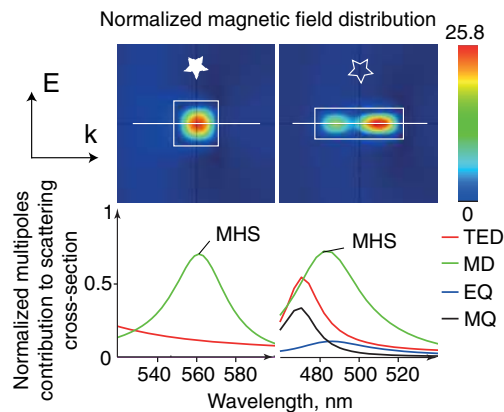 Normalized magnetic field distribution
25.8
E
k
0
Normalized multipoles
contribution to scattering
cross-section
1
0.5
0
MHS
MHS
TED
MD
EQ
MQ
540 560 580
480 500 520
Wavelength, nm